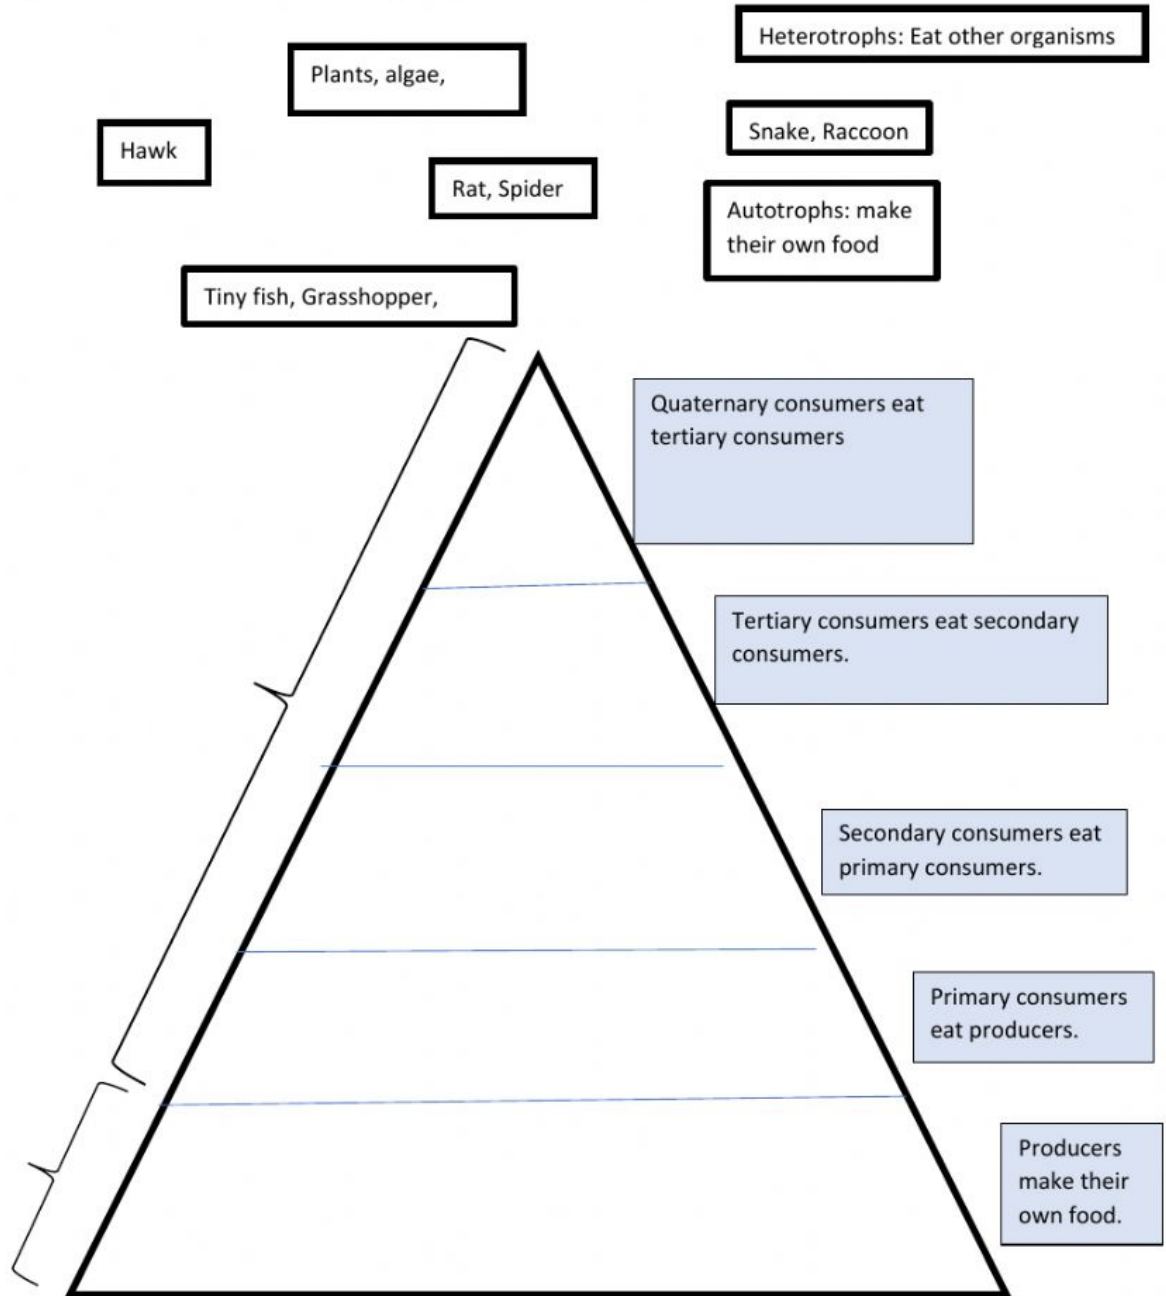 Heterotrophs: Eat other organisms
Plants, algae,
Snake, Raccoon
Hawk
Rat, Spider
Autotrophs: make
their own food
Tiny fish, Grasshopper,
Quaternary consumers eat
tertiary consumers
Tertiary consumers eat secondary
consumers.
Secondary consumers eat
primary consumers.
Primary consumers
eat producers.
Producers
make their
own food.